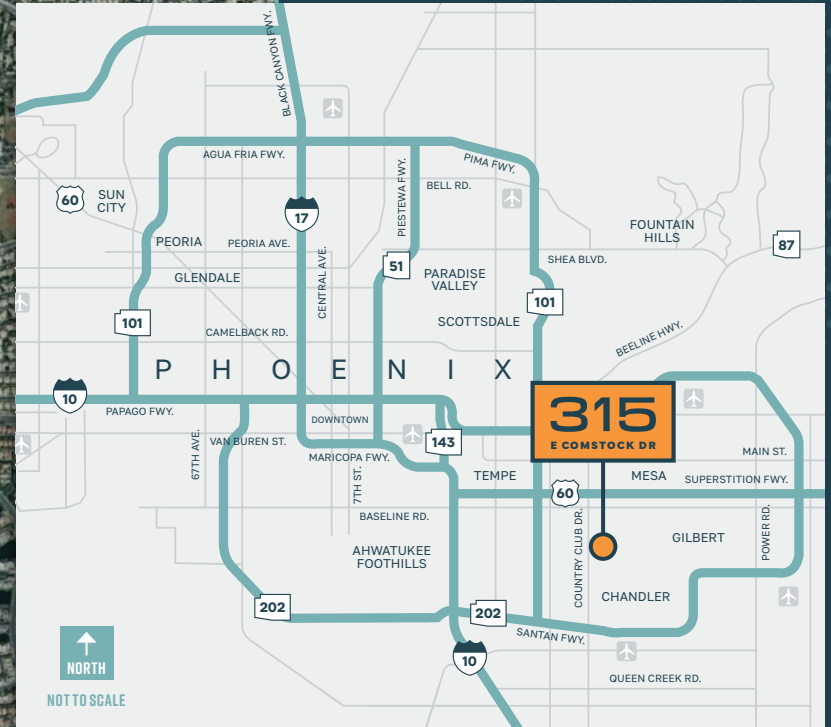 BLACK CANYON FWY.
AGUA FRIA FWY.
PIMA FWY.
PIESTEWA FWY.
BELL RD.
60
SUN
CITY
17
FOUNTAIN
HILLS
PEORIA
PEORIA AVE.
87
51
SHEA BLVD.
GLENDALE
CENTRAL AVE.
PARADISE
VALLEY
101
101
SCOTTSDALE
CAMELBACK RD.
BEELINE HWY.
PHOENIX
10
PAPAGO FWY.
315
E COMSTOCK DR
DOWNTOWN
67TH AVE.
VAN BUREN ST.
143
MARICOPA FWY.
MAIN ST.
7TH ST.
TEMPE
MESA
SUPERSTITION FWY.
60
BASELINE RD.
COUNTRY CLUB DR.
POWER RD.
GILBERT
AHWATUKEE
FOOTHILLS
CHANDLER
202
202
SANTAN FWY.
NORTH
10
QUEEN CREEK RD.
NOT TO SCALE